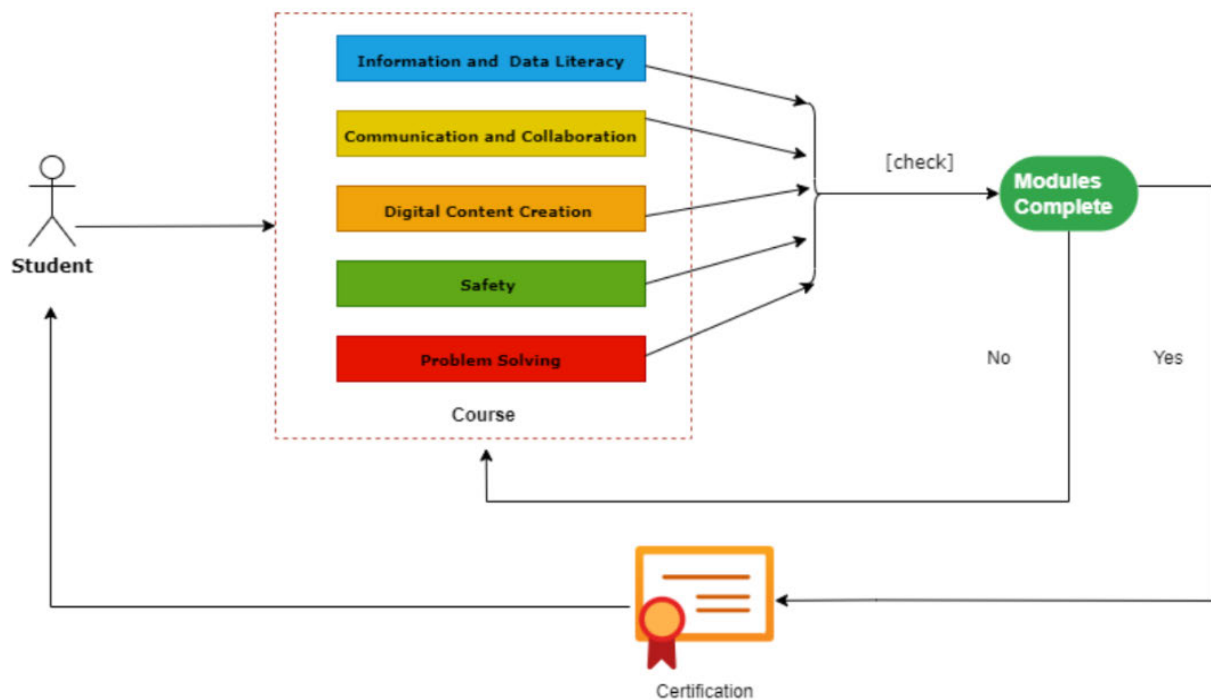 Information and Data Literacy
Communication and Collaboration
[check]
Modules
Complete
Digital Content Creation
Student
Safety
Problem Solving
No
Yes
Course
Certification